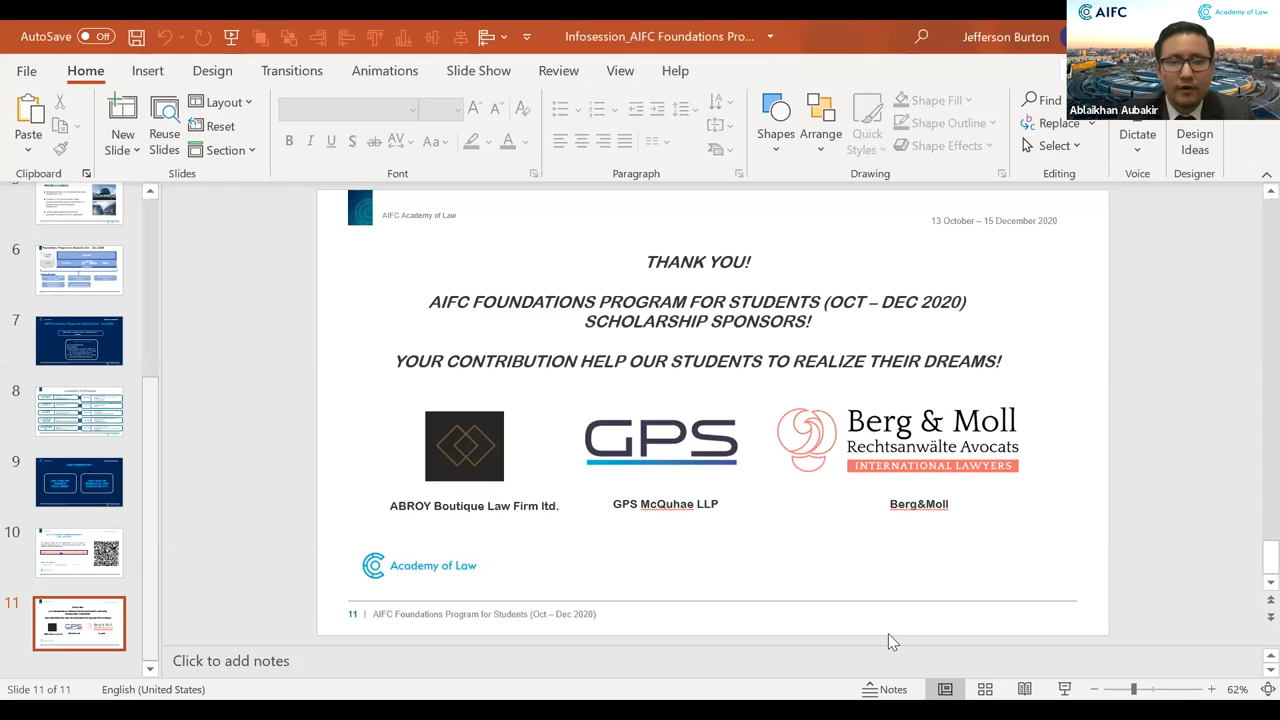 AutoSave Off Infosession_AIFC Foundations Pro... Jefferson Burton
AIFC Academy of Law
Ablaikhan Aubakir
File Home Insert Design Transitions Animations Slide Show Review View Help
Paste
New Slide
Reuse Slides
Layout
Reset
Section
B I U S ab AV Aa A
Shapes Arrange Quick Styles
Shape Fill
Shape Outline
Shape Effects
Find
Replace
Select
Dictate
Design Ideas
Clipboard Slides Font Paragraph Drawing Editing Voice Designer
6
7
8
9
10
11
AIFC Academy of Law
13 October – 15 December 2020
THANK YOU!
AIFC FOUNDATIONS PROGRAM FOR STUDENTS (OCT – DEC 2020)
SCHOLARSHIP SPONSORS!
YOUR CONTRIBUTION HELP OUR STUDENTS TO REALIZE THEIR DREAMS!
GPS
Berg & Moll
Rechtsanwälte Avocats
INTERNATIONAL LAWYERS
ABROY Boutique Law Firm ltd.
GPS McQuhae LLP
Berg&Moll
Academy of Law
11 | AIFC Foundations Program for Students (Oct – Dec 2020)
Click to add notes
Slide 11 of 11 English (United States) Notes 62%